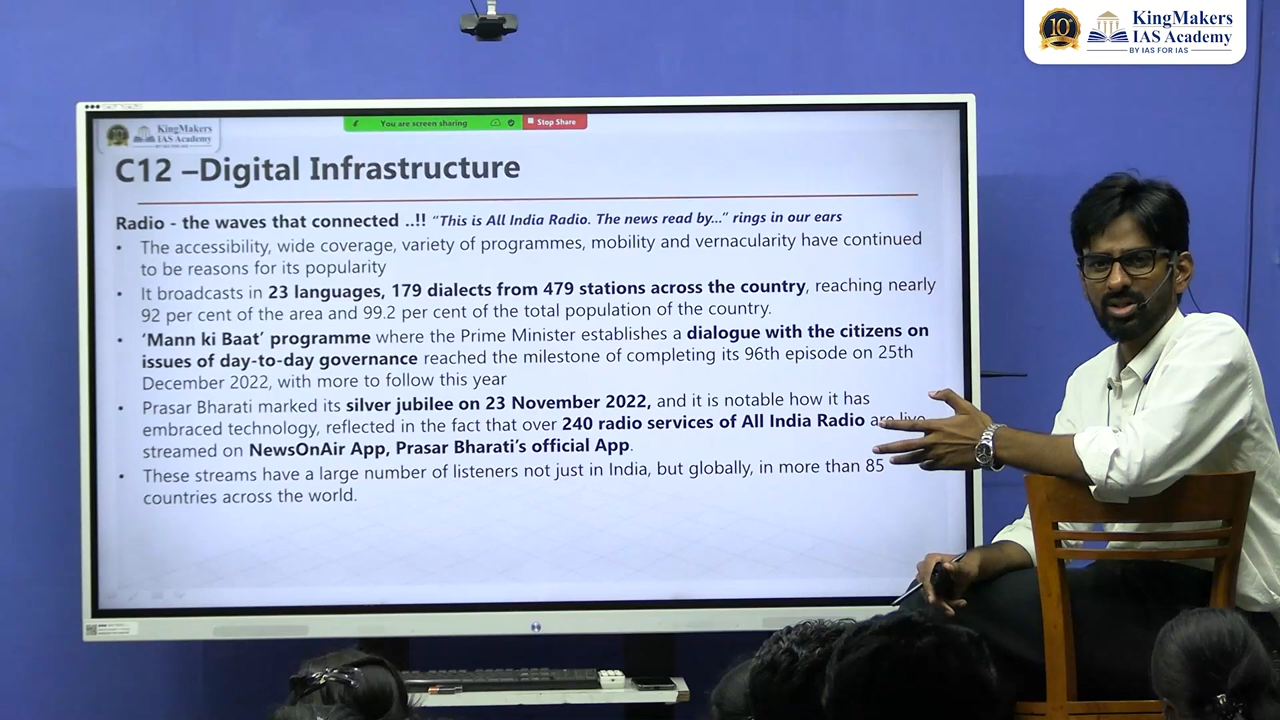 10
KingMakers
IAS Academy
BY IAS FOR IAS
KingMakers
IAS Academy
BY IAS FOR IAS
You are screen sharing
Stop Share
C12 –Digital Infrastructure
Radio - the waves that connected ..!! “This is All India Radio. The news read by...” rings in our ears
• The accessibility, wide coverage, variety of programmes, mobility and vernacularity have continued
to be reasons for its popularity
• It broadcasts in 23 languages, 179 dialects from 479 stations across the country, reaching nearly
92 per cent of the area and 99.2 per cent of the total population of the country.
• ‘Mann ki Baat’ programme where the Prime Minister establishes a dialogue with the citizens on
issues of day-to-day governance reached the milestone of completing its 96th episode on 25th
December 2022, with more to follow this year
• Prasar Bharati marked its silver jubilee on 23 November 2022, and it is notable how it has
embraced technology, reflected in the fact that over 240 radio services of All India Radio are live
streamed on NewsOnAir App, Prasar Bharati’s official App.
• These streams have a large number of listeners not just in India, but globally, in more than 85
countries across the world.